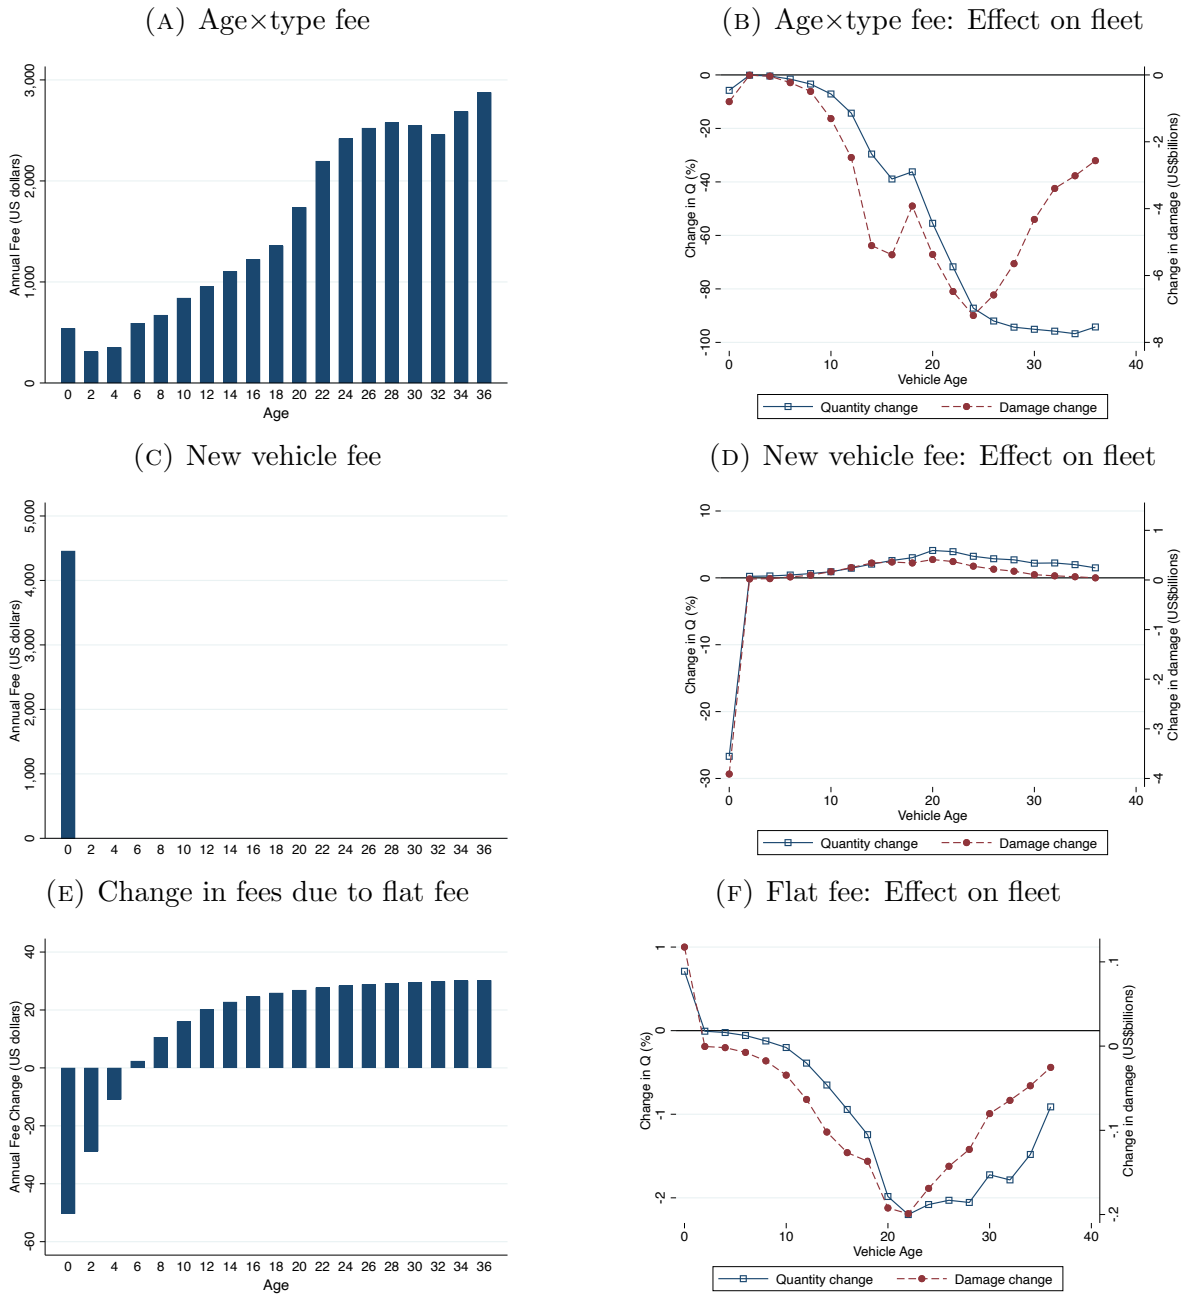 (A) Age×type fee
Annual Fee (US dollars)
3,000
2,000
1,000
0
0 2 4 6 8 10 12 14 16 18 20 22 24 26 28 30 32 34 36
Age
(B) Age×type fee: Effect on fleet
Change in Q (%)
0
-20
-40
-60
-80
-100
Change in damage (US$billions)
0
-2
-4
-6
-8
0 10 20 30 40
Vehicle Age
Quantity change Damage change
(C) New vehicle fee
Annual Fee (US dollars)
5,000
4,000
3,000
2,000
1,000
0
0 2 4 6 8 10 12 14 16 18 20 22 24 26 28 30 32 34 36
(D) New vehicle fee: Effect on fleet
Change in Q (%)
10
0
-10
-20
-30
Change in damage (US$billions)
1
0
-1
-2
-3
-4
0 10 20 30 40
Vehicle Age
Quantity change Damage change
(E) Change in fees due to flat fee
Annual Fee Change (US dollars)
40
20
0
-20
-40
-60
0 2 4 6 8 10 12 14 16 18 20 22 24 26 28 30 32 34 36
Age
(F) Flat fee: Effect on fleet
Change in Q (%)
1
0
-1
-2
Change in damage (US$billions)
.1
0
-.1
-.2
0 10 20 30 40
Vehicle Age
Quantity change Damage change